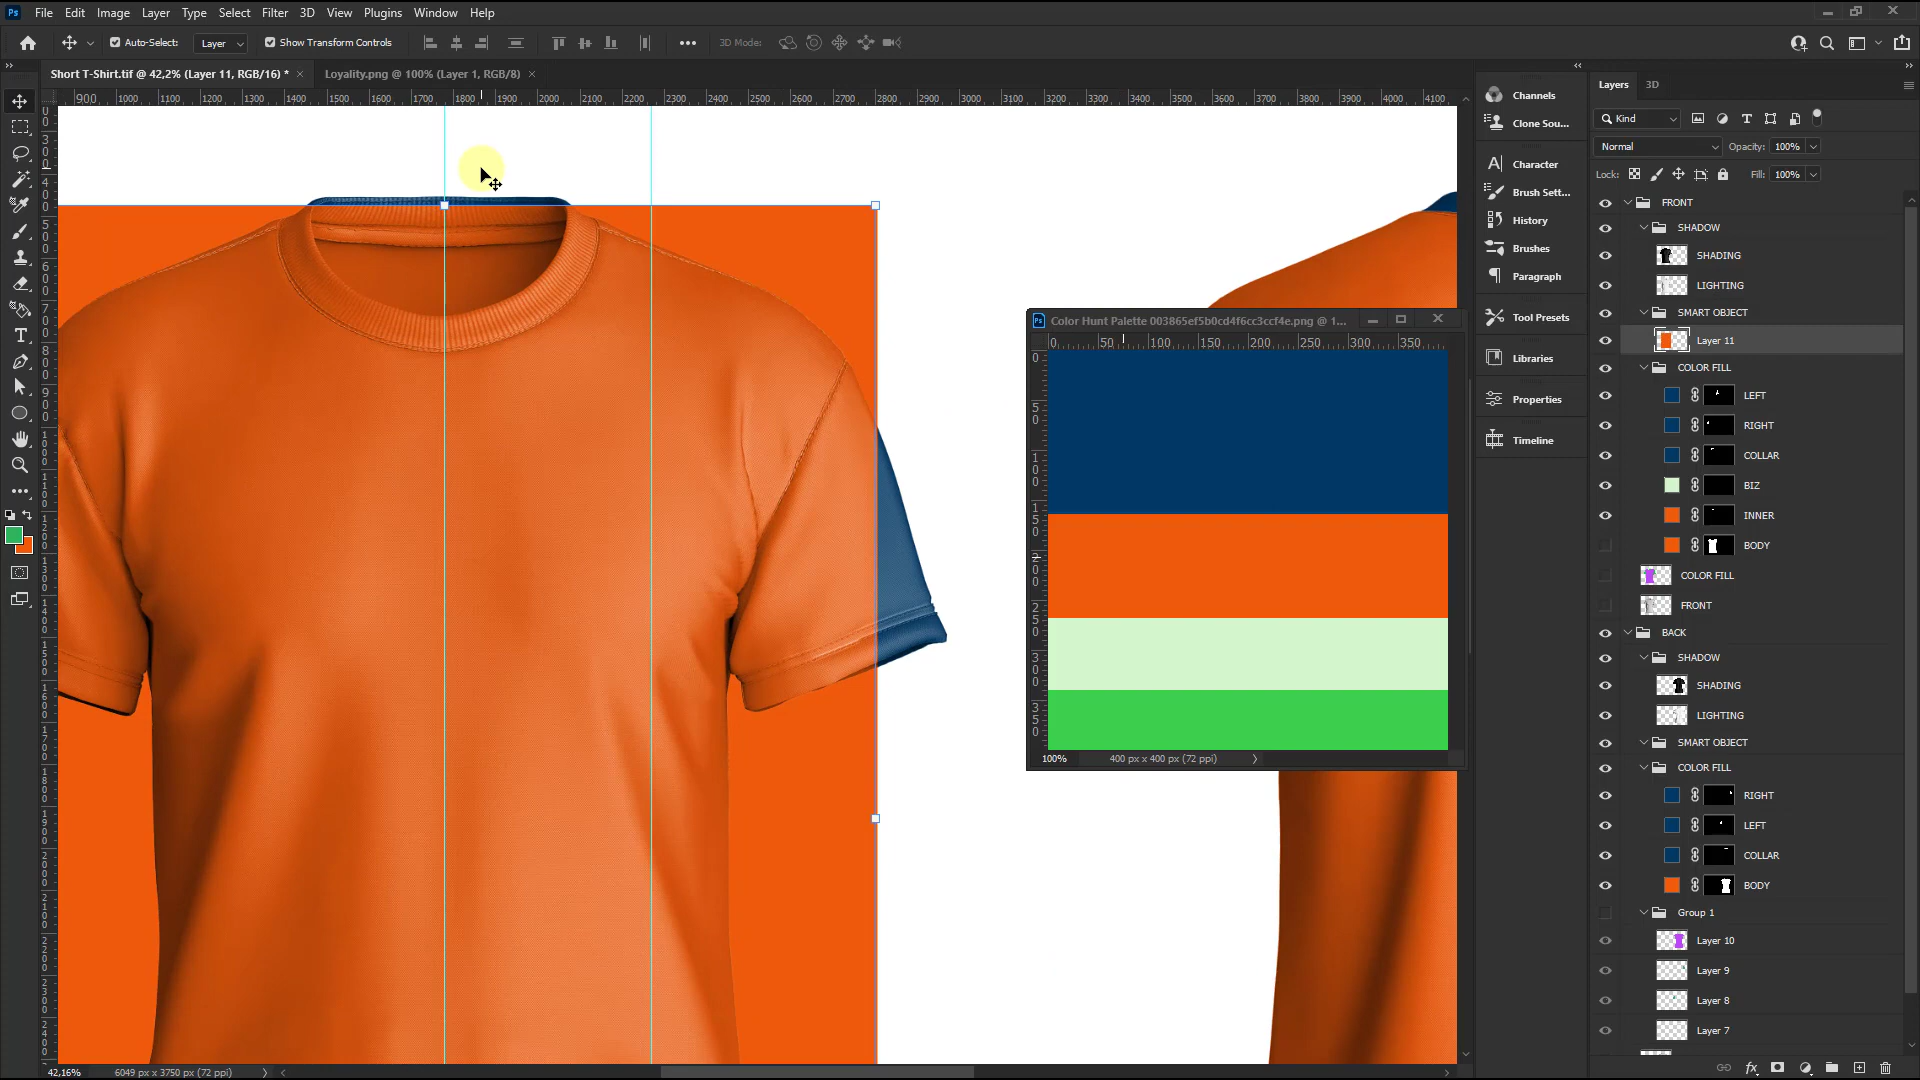 File Edit Image Layer Type Select Filter 3D View Plugins Window Help
Auto-Select: Layer Show Transform Controls 3D Mode:
Short T-Shirt.tif @ 42,2% (Layer 11, RGB/16) * × Loyality.png @ 100% (Layer 1, RGB/8) ×
900 1000 1100 1200 1300 1400 1500 1600 1700 1800 1900 2000 2100 2200 2300 2400 2500 2600 2700 2800 2900 3000 3100 3200 3300 3400 3500 3600 3700 3800 3900 4000 4100
Channels
Clone Sou...
Character
Brush Sett...
History
Brushes
Paragraph
Tool Presets
Libraries
Properties
Timeline
Color Hunt Palette 003865ef5b0cd4f6cc3ccf4e.png @ 1...
0 50 100 150 200 250 300 350
100% 400 px x 400 px (72 ppi)
Layers 3D
Kind
Normal Opacity: 100%
Lock: Fill: 100%
FRONT
SHADOW
SHADING
LIGHTING
SMART OBJECT
Layer 11
COLOR FILL
LEFT
RIGHT
COLLAR
BIZ
INNER
BODY
COLOR FILL
FRONT
BACK
SHADOW
SHADING
LIGHTING
SMART OBJECT
COLOR FILL
RIGHT
LEFT
COLLAR
BODY
Group 1
Layer 10
Layer 9
Layer 8
Layer 7
42,16% 6049 px x 3750 px (72 ppi)